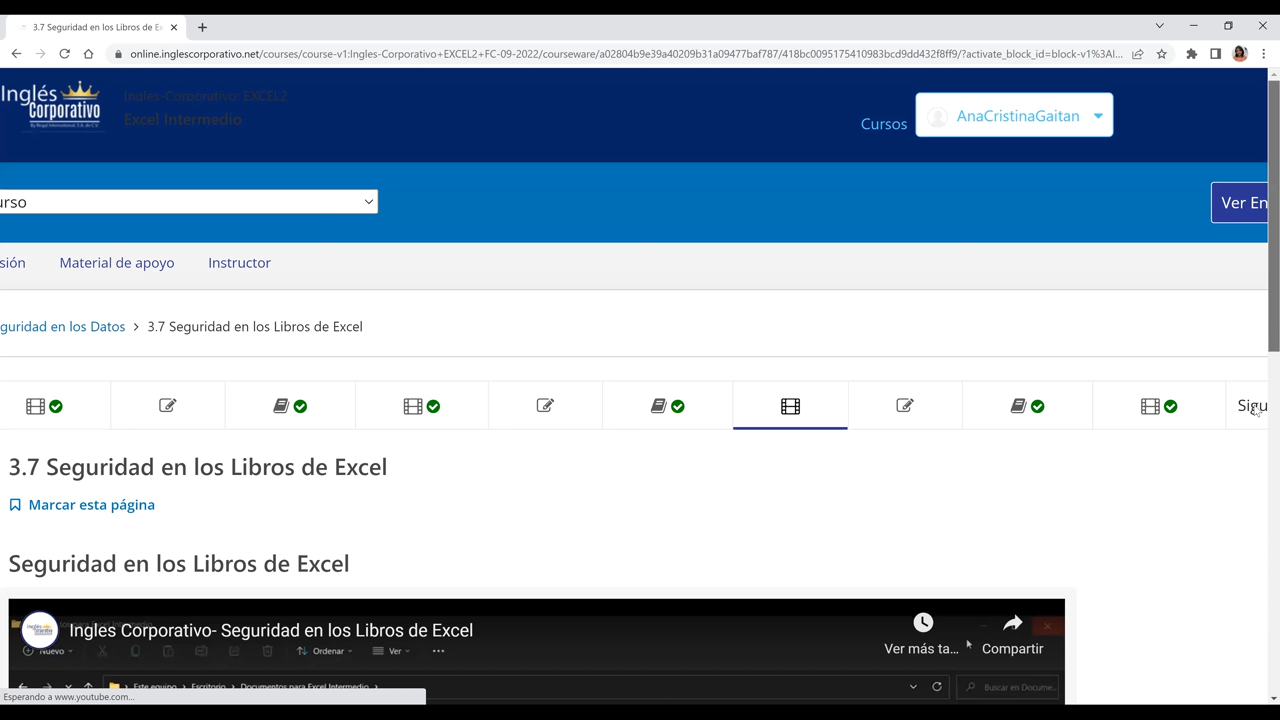 3.7 Seguridad en los Libros de Ex
online.inglescorporativo.net/courses/course-v1:Ingles-Corporativo+EXCEL2+FC-09-2022/courseware/a02804b9e39a40209b31a09477baf787/418bc0095175410983bcd9dd432f8ff9/?activate_block_id=block-v1%3AI...
Inglés
Corporativo
By Regal International, S.A. de C.V.
Ingles-Corporativo: EXCEL2
Excel Intermedio
Cursos
AnaCristinaGaitan
urso
Ver En
sión Material de apoyo Instructor
guridad en los Datos > 3.7 Seguridad en los Libros de Excel
Sigu
3.7 Seguridad en los Libros de Excel
Marcar esta página
Seguridad en los Libros de Excel
Ingles Corporativo- Seguridad en los Libros de Excel
Ver más ta... Compartir
Nuevo Ordenar Ver
Este equipo > Escritorio > Documentos para Excel Intermedio > Buscar en Docume...
Esperando a www.youtube.com...